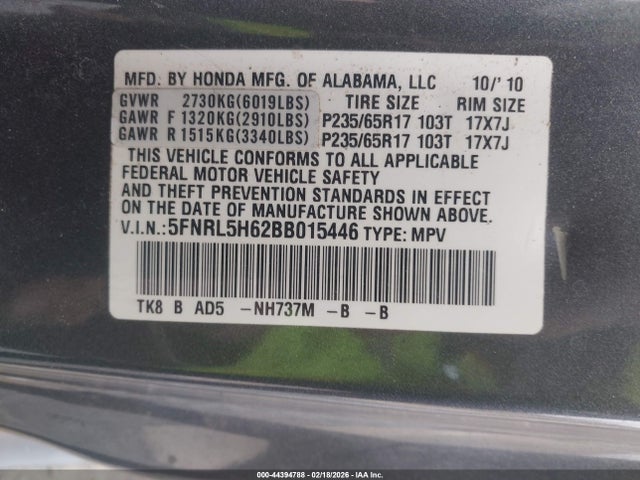 MFD. BY HONDA MFG. OF ALABAMA, LLC 10/'10
GVWR 2730KG(6019LBS) TIRE SIZE RIM SIZE
GAWR F 1320KG(2910LBS) P235/65R17 103T 17X7J
GAWR R 1515KG(3340LBS) P235/65R17 103T 17X7J
THIS VEHICLE CONFORMS TO ALL APPLICABLE
FEDERAL MOTOR VEHICLE SAFETY
AND THEFT PREVENTION STANDARDS IN EFFECT
ON THE DATE OF MANUFACTURE SHOWN ABOVE.
V.I.N.: 5FNRL5H62BB015446 TYPE: MPV
TK8 B AD5 -NH737M -B -B
000-44394788 - 02/18/2026 - IAA Inc.